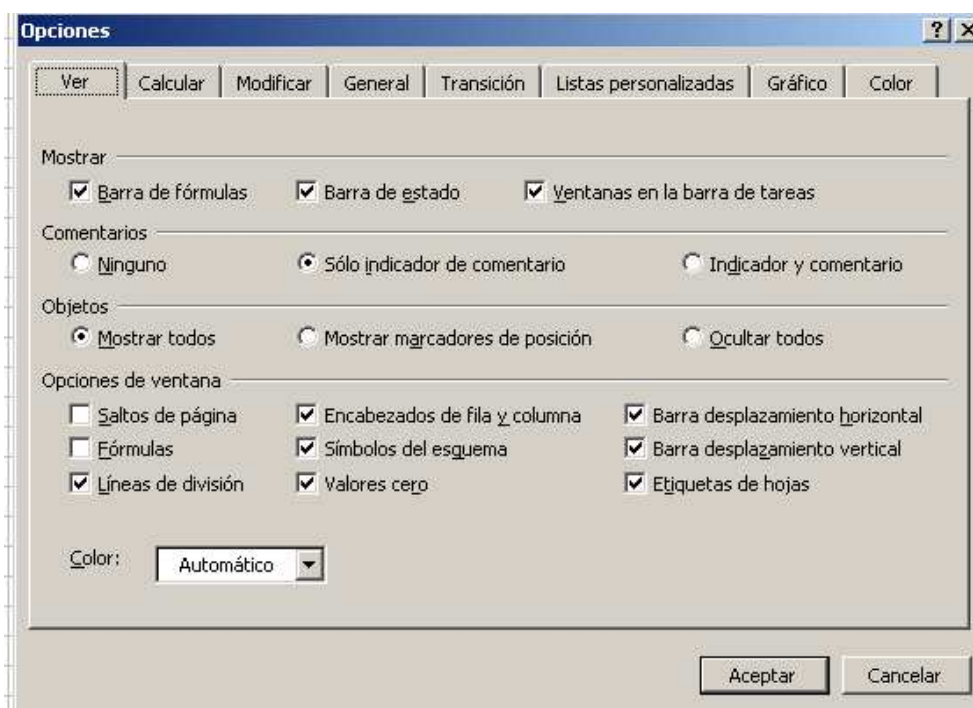 Opciones
Ver Calcular Modificar General Transición Listas personalizadas Gráfico Color
Mostrar
Barra de fórmulas Barra de estado Ventanas en la barra de tareas
Comentarios
Ninguno Sólo indicador de comentario Indicador y comentario
Objetos
Mostrar todos Mostrar marcadores de posición Ocultar todos
Opciones de ventana
Saltos de página Encabezados de fila y columna Barra desplazamiento horizontal
Fórmulas Símbolos del esquema Barra desplazamiento vertical
Líneas de división Valores cero Etiquetas de hojas
Color: Automático
Aceptar Cancelar